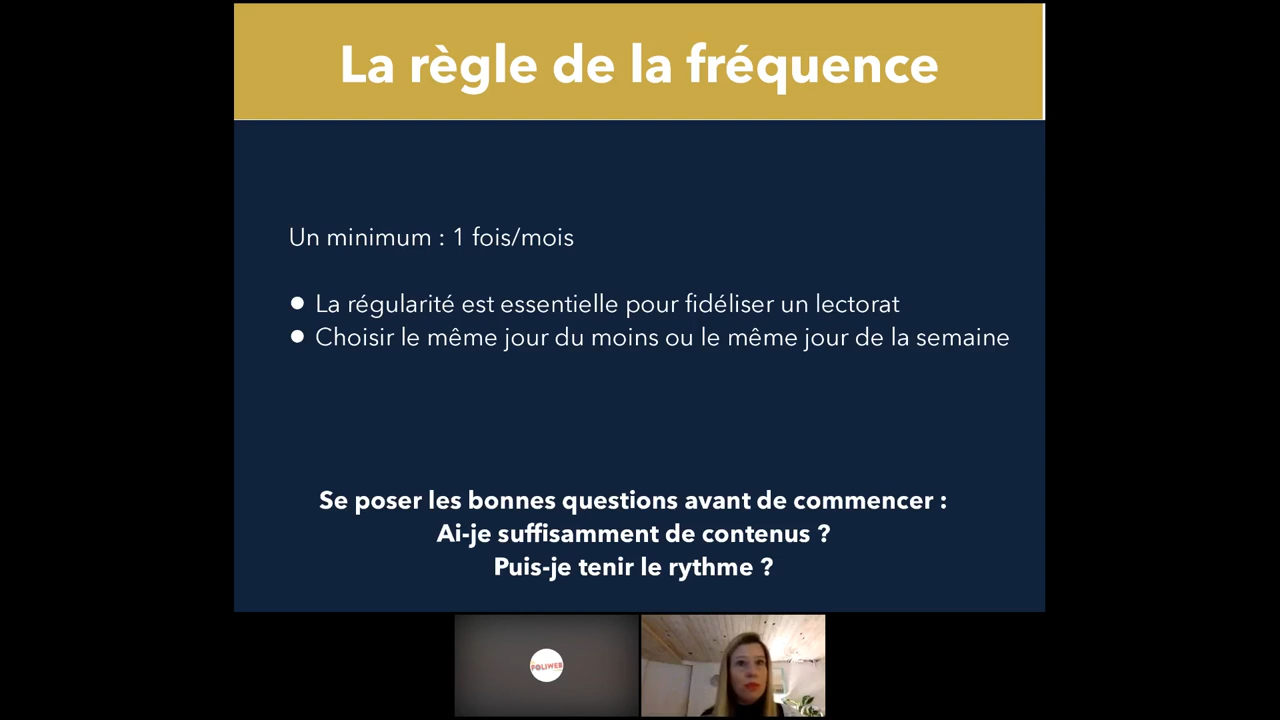 La règle de la fréquence
Un minimum : 1 fois/mois
● La régularité est essentielle pour fidéliser un lectorat
● Choisir le même jour du moins ou le même jour de la semaine
Se poser les bonnes questions avant de commencer :
Ai-je suffisamment de contenus ?
Puis-je tenir le rythme ?
FOLIWEB